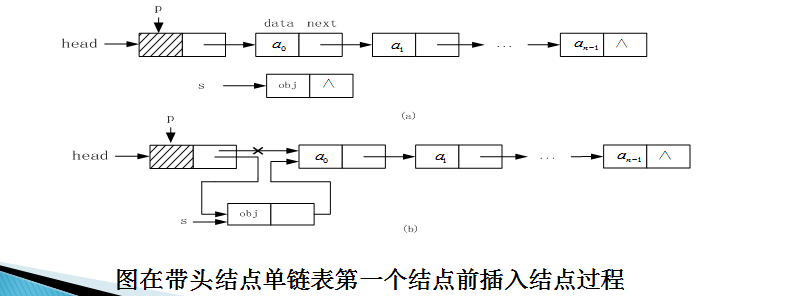 p
data next
head a₀ a₁ ... aₙ₋₁ ∧
s obj ∧
(a)
p
head a₀ a₁ ... aₙ₋₁ ∧
s obj
(b)
图在带头结点单链表第一个结点前插入结点过程